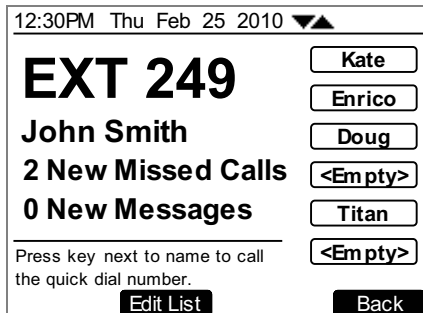 12:30PM Thu Feb 25 2010
EXT 249
John Smith
2 New Missed Calls
0 New Messages
Press key next to name to call
the quick dial number.
Kate
Enrico
Doug
<Empty>
Titan
<Empty>
Edit List
Back